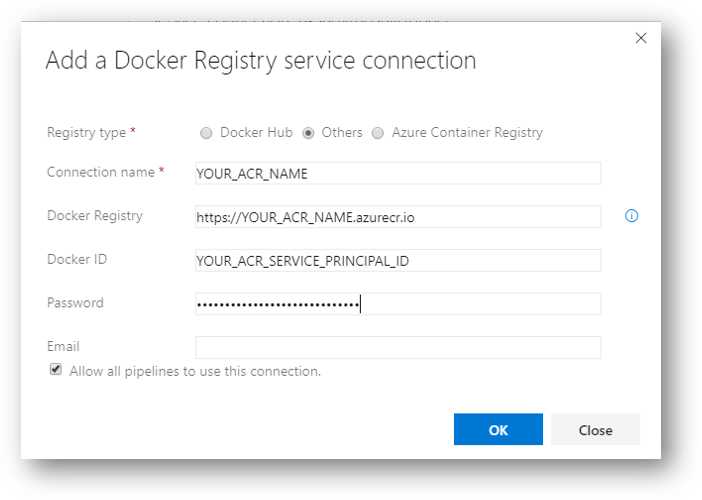 Add a Docker Registry service connection
Registry type * Docker Hub Others Azure Container Registry
Connection name * YOUR_ACR_NAME
Docker Registry https://YOUR_ACR_NAME.azurecr.io
Docker ID YOUR_ACR_SERVICE_PRINCIPAL_ID
Password
Email
Allow all pipelines to use this connection.
OK Close